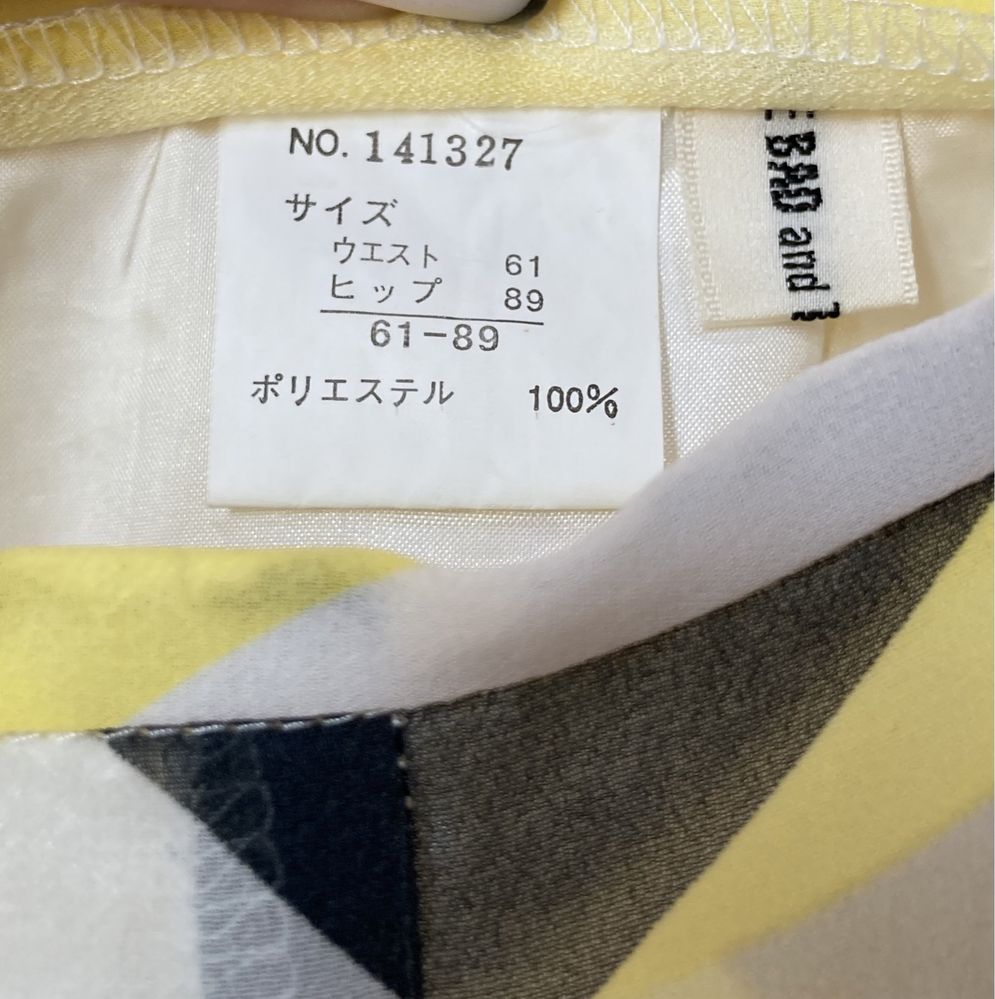 NO. 141327
サイズ
ウエスト 61
ヒップ 89
61-89
ポリエステル 100%
BAD and